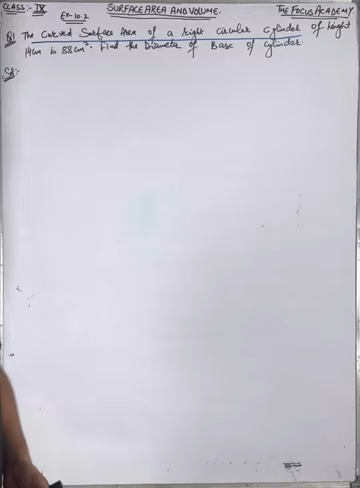 CLASS:- IX SURFACE AREA AND VOLUME. THE FOCUS ACADEMY
Ex-10.2
Q1 The Curved Surface Area of a right circular cylinder of height
14cm is 88cm². Find the Diameter of Base of cylinder.
Sol:-